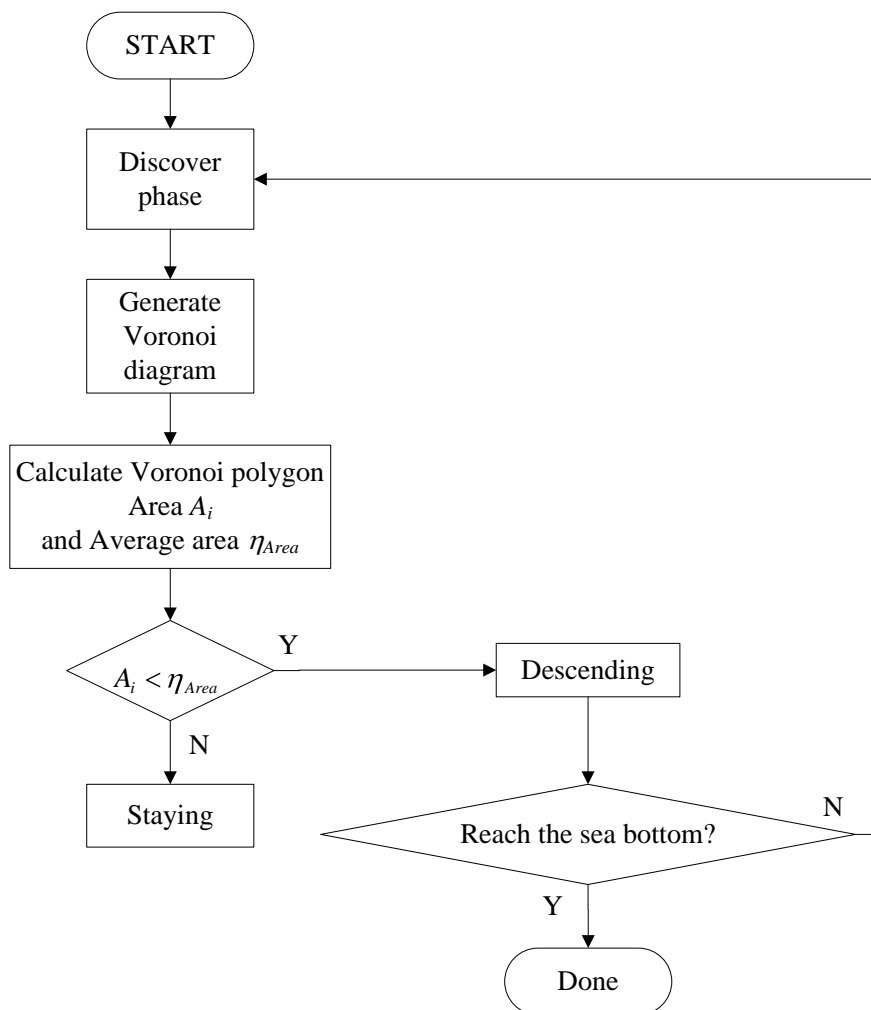 START
Discover
phase
Generate
Voronoi
diagram
Calculate Voronoi polygon
Area A_i
and Average area η_Area
A_i < η_Area
Y
Descending
N
Staying
Reach the sea bottom?
N
Y
Done